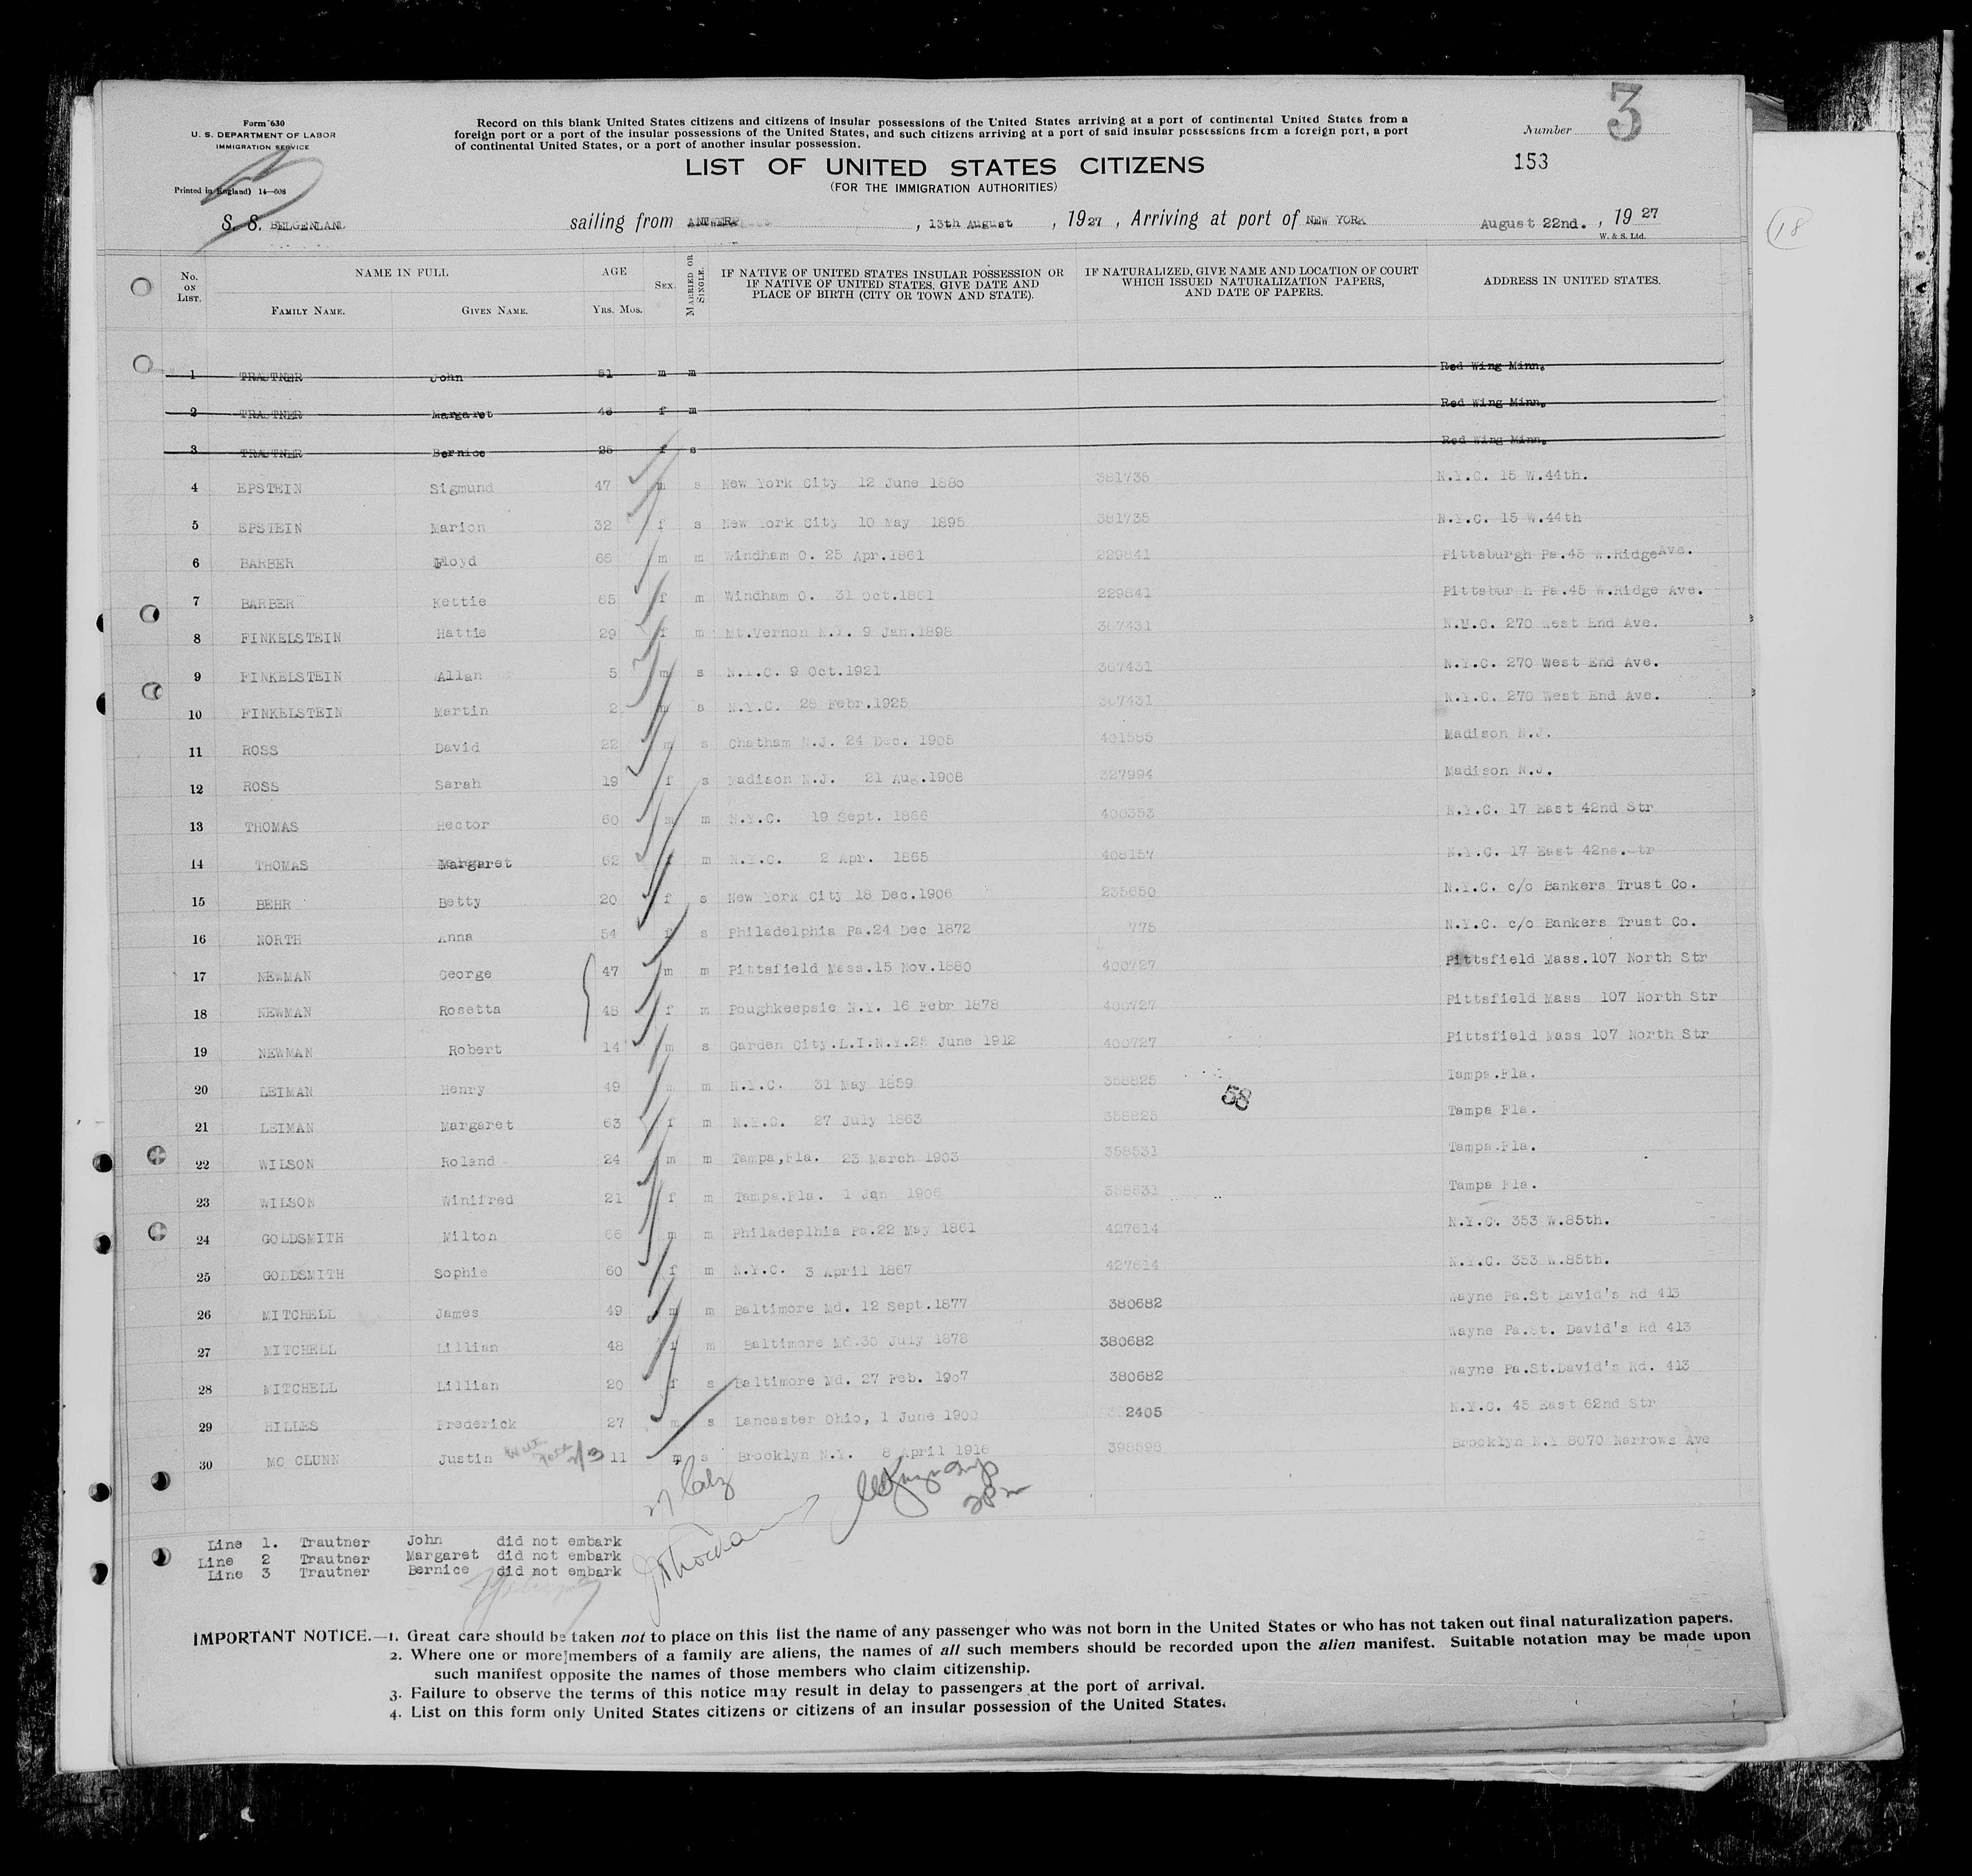 Form 630
U. S. DEPARTMENT OF LABOR
IMMIGRATION SERVICE
Printed in England) 14—608
Record on this blank United States citizens and citizens of insular possessions of the United States arriving at a port of continental United States from a
foreign port or a port of the insular possessions of the United States, and such citizens arriving at a port of said insular possessions from a foreign port, a port
of continental United States, or a port of another insular possession.
Number 3
153
LIST OF UNITED STATES CITIZENS
(FOR THE IMMIGRATION AUTHORITIES)
S. S. BELGENLAND sailing from ANTWERP, 13th August, 1927, Arriving at port of NEW YORK August 22nd., 1927
W. & S. Ltd.
18
No. ON LIST. NAME IN FULL AGE SEX. MARRIED OR SINGLE. IF NATIVE OF UNITED STATES INSULAR POSSESSION OR IF NATIVE OF UNITED STATES, GIVE DATE AND PLACE OF BIRTH (CITY OR TOWN AND STATE). IF NATURALIZED, GIVE NAME AND LOCATION OF COURT WHICH ISSUED NATURALIZATION PAPERS, AND DATE OF PAPERS. ADDRESS IN UNITED STATES.
FAMILY NAME. GIVEN NAME. YRS. MOS.
1 TRAUTNER John 51 m m Red Wing Minn.
2 TRAUTNER Margaret 46 f m Red Wing Minn.
3 TRAUTNER Bernice 25 f s Red Wing Minn.
4 EPSTEIN Sigmund 47 m s New York City 12 June 1880 381735 N.Y.C. 15 W.44th.
5 EPSTEIN Marion 32 f s New York City 10 May 1895 381735 N.Y.C. 15 W.44th
6 BARBER Floyd 66 m m Windham O. 25 Apr.1861 229841 Pittsburgh Pa.45 W.Ridge Ave.
7 BARBER Kettie 65 f m Windham O. 31 Oct.1861 229841 Pittsbur h Pa.45 W.Ridge Ave.
8 FINKELSTEIN Hattie 29 f m Mt.Vernon N.Y. 9 Jan.1898 367431 N.Y.C. 270 West End Ave.
9 FINKELSTEIN Allan 5 m s N.Y.C. 9 Oct.1921 367431 N.Y.C. 270 West End Ave.
10 FINKELSTEIN Martin 2 m s N.Y.C. 28 Febr.1925 367431 N.Y.C. 270 West End Ave.
11 ROSS David 22 m s Chatham N.J. 24 Dec. 1905 401585 Madison N.J.
12 ROSS Sarah 19 f s Madison N.J. 21 Aug.1908 327994 Madison N.J.
13 THOMAS Hector 60 m m N.Y.C. 19 Sept. 1866 400353 N.Y.C. 17 East 42nd Str
14 THOMAS Margaret 62 f m N.Y.C. 2 Apr. 1865 408157 N.Y.C. 17 East 42ns. tr
15 BEHR Betty 20 f s New York City 18 Dec.1906 235650 N.Y.C. c/o Bankers Trust Co.
16 NORTH Anna 54 f s Philadelphia Pa.24 Dec 1872 775 N.Y.C. c/o Bankers Trust Co.
17 NEWMAN George 47 m m Pittsfield Mass.15 Nov.1880 400727 Pittsfield Mass.107 North Str
18 NEWMAN Rosetta 48 f m Poughkeepsie N.Y. 16 Febr 1878 400727 Pittsfield Mass 107 North Str
19 NEWMAN Robert 14 m s Garden City.L.I.N.Y.25 June 1912 400727 Pittsfield Mass 107 North Str
20 LEIMAN Henry 49 m m N.Y.C. 31 May 1859 358825 Tampa.Fla.
58
21 LEIMAN Margaret 63 f m N.Y.C. 27 July 1863 358825 Tampa Fla.
22 WILSON Roland 24 m m Tampa,Fla. 23 March 1903 358531 Tampa.Fla.
23 WILSON Winifred 21 f m Tampa.Fla. 1 Jan 1906 358531 Tampa Fla.
24 GOLDSMITH Milton 66 m m Philadeplhia Pa.22 May 1861 427614 N.Y.C. 353 W.85th.
25 GOLDSMITH Sophie 60 f m N.Y.C. 3 April 1867 427614 N.Y.C. 353 W.85th.
26 MITCHELL James 49 m m Baltimore Md. 12 Sept.1877 380682 Wayne Pa.St David's Rd 413
27 MITCHELL Lillian 48 f m Baltimore Md.30 July 1878 380682 Wayne Pa.St. David's Rd 413
28 MITCHELL Lillian 20 f s Baltimore Md. 27 Feb. 1907 380682 Wayne Pa.St.David's Rd. 413
29 HILLES Frederick 27 m s Lancaster Ohio, 1 June 1900 2405 N.Y.C. 45 East 62nd Str
30 MC CLUNN Justin 11 m s Brooklyn N.Y. 8 April 1916 398598 Brooklyn N.Y 8070 Narrows Ave
Line 1. Trautner John did not embark
Line 2 Trautner Margaret did not embark
Line 3 Trautner Bernice did not embark
IMPORTANT NOTICE.—1. Great care should be taken not to place on this list the name of any passenger who was not born in the United States or who has not taken out final naturalization papers.
2. Where one or more members of a family are aliens, the names of all such members should be recorded upon the alien manifest. Suitable notation may be made upon
such manifest opposite the names of those members who claim citizenship.
3. Failure to observe the terms of this notice may result in delay to passengers at the port of arrival.
4. List on this form only United States citizens or citizens of an insular possession of the United States.